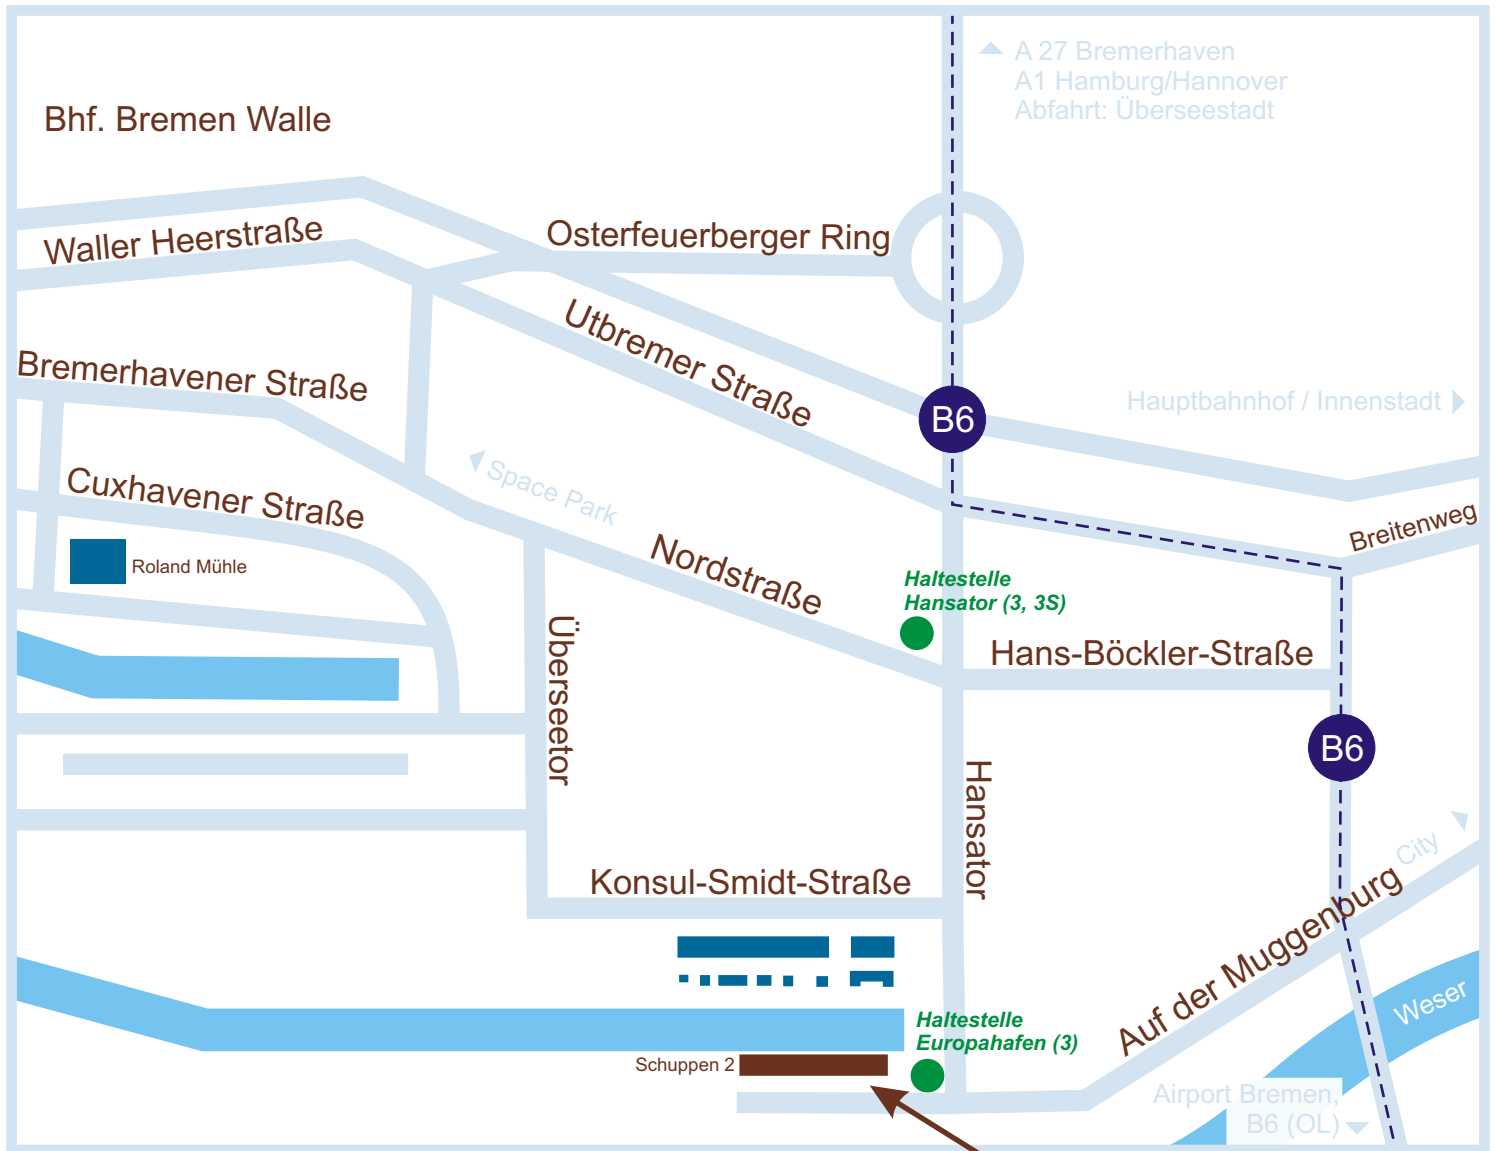 A 27 Bremerhaven
A1 Hamburg/Hannover
Abfahrt: Überseestadt
Bhf. Bremen Walle
Waller Heerstraße
Osterfeuerberger Ring
Utbremer Straße
Bremerhavener Straße
B6
Hauptbahnhof / Innenstadt
Space Park
Cuxhavener Straße
Breitenweg
Roland Mühle
Nordstraße
Haltestelle
Hansator (3, 3S)
Überseetor
Hans-Böckler-Straße
B6
Hansator
City
Konsul-Smidt-Straße
Auf der Muggenburg
Weser
Haltestelle
Europahafen (3)
Schuppen 2
Airport Bremen,
B6 (OL)